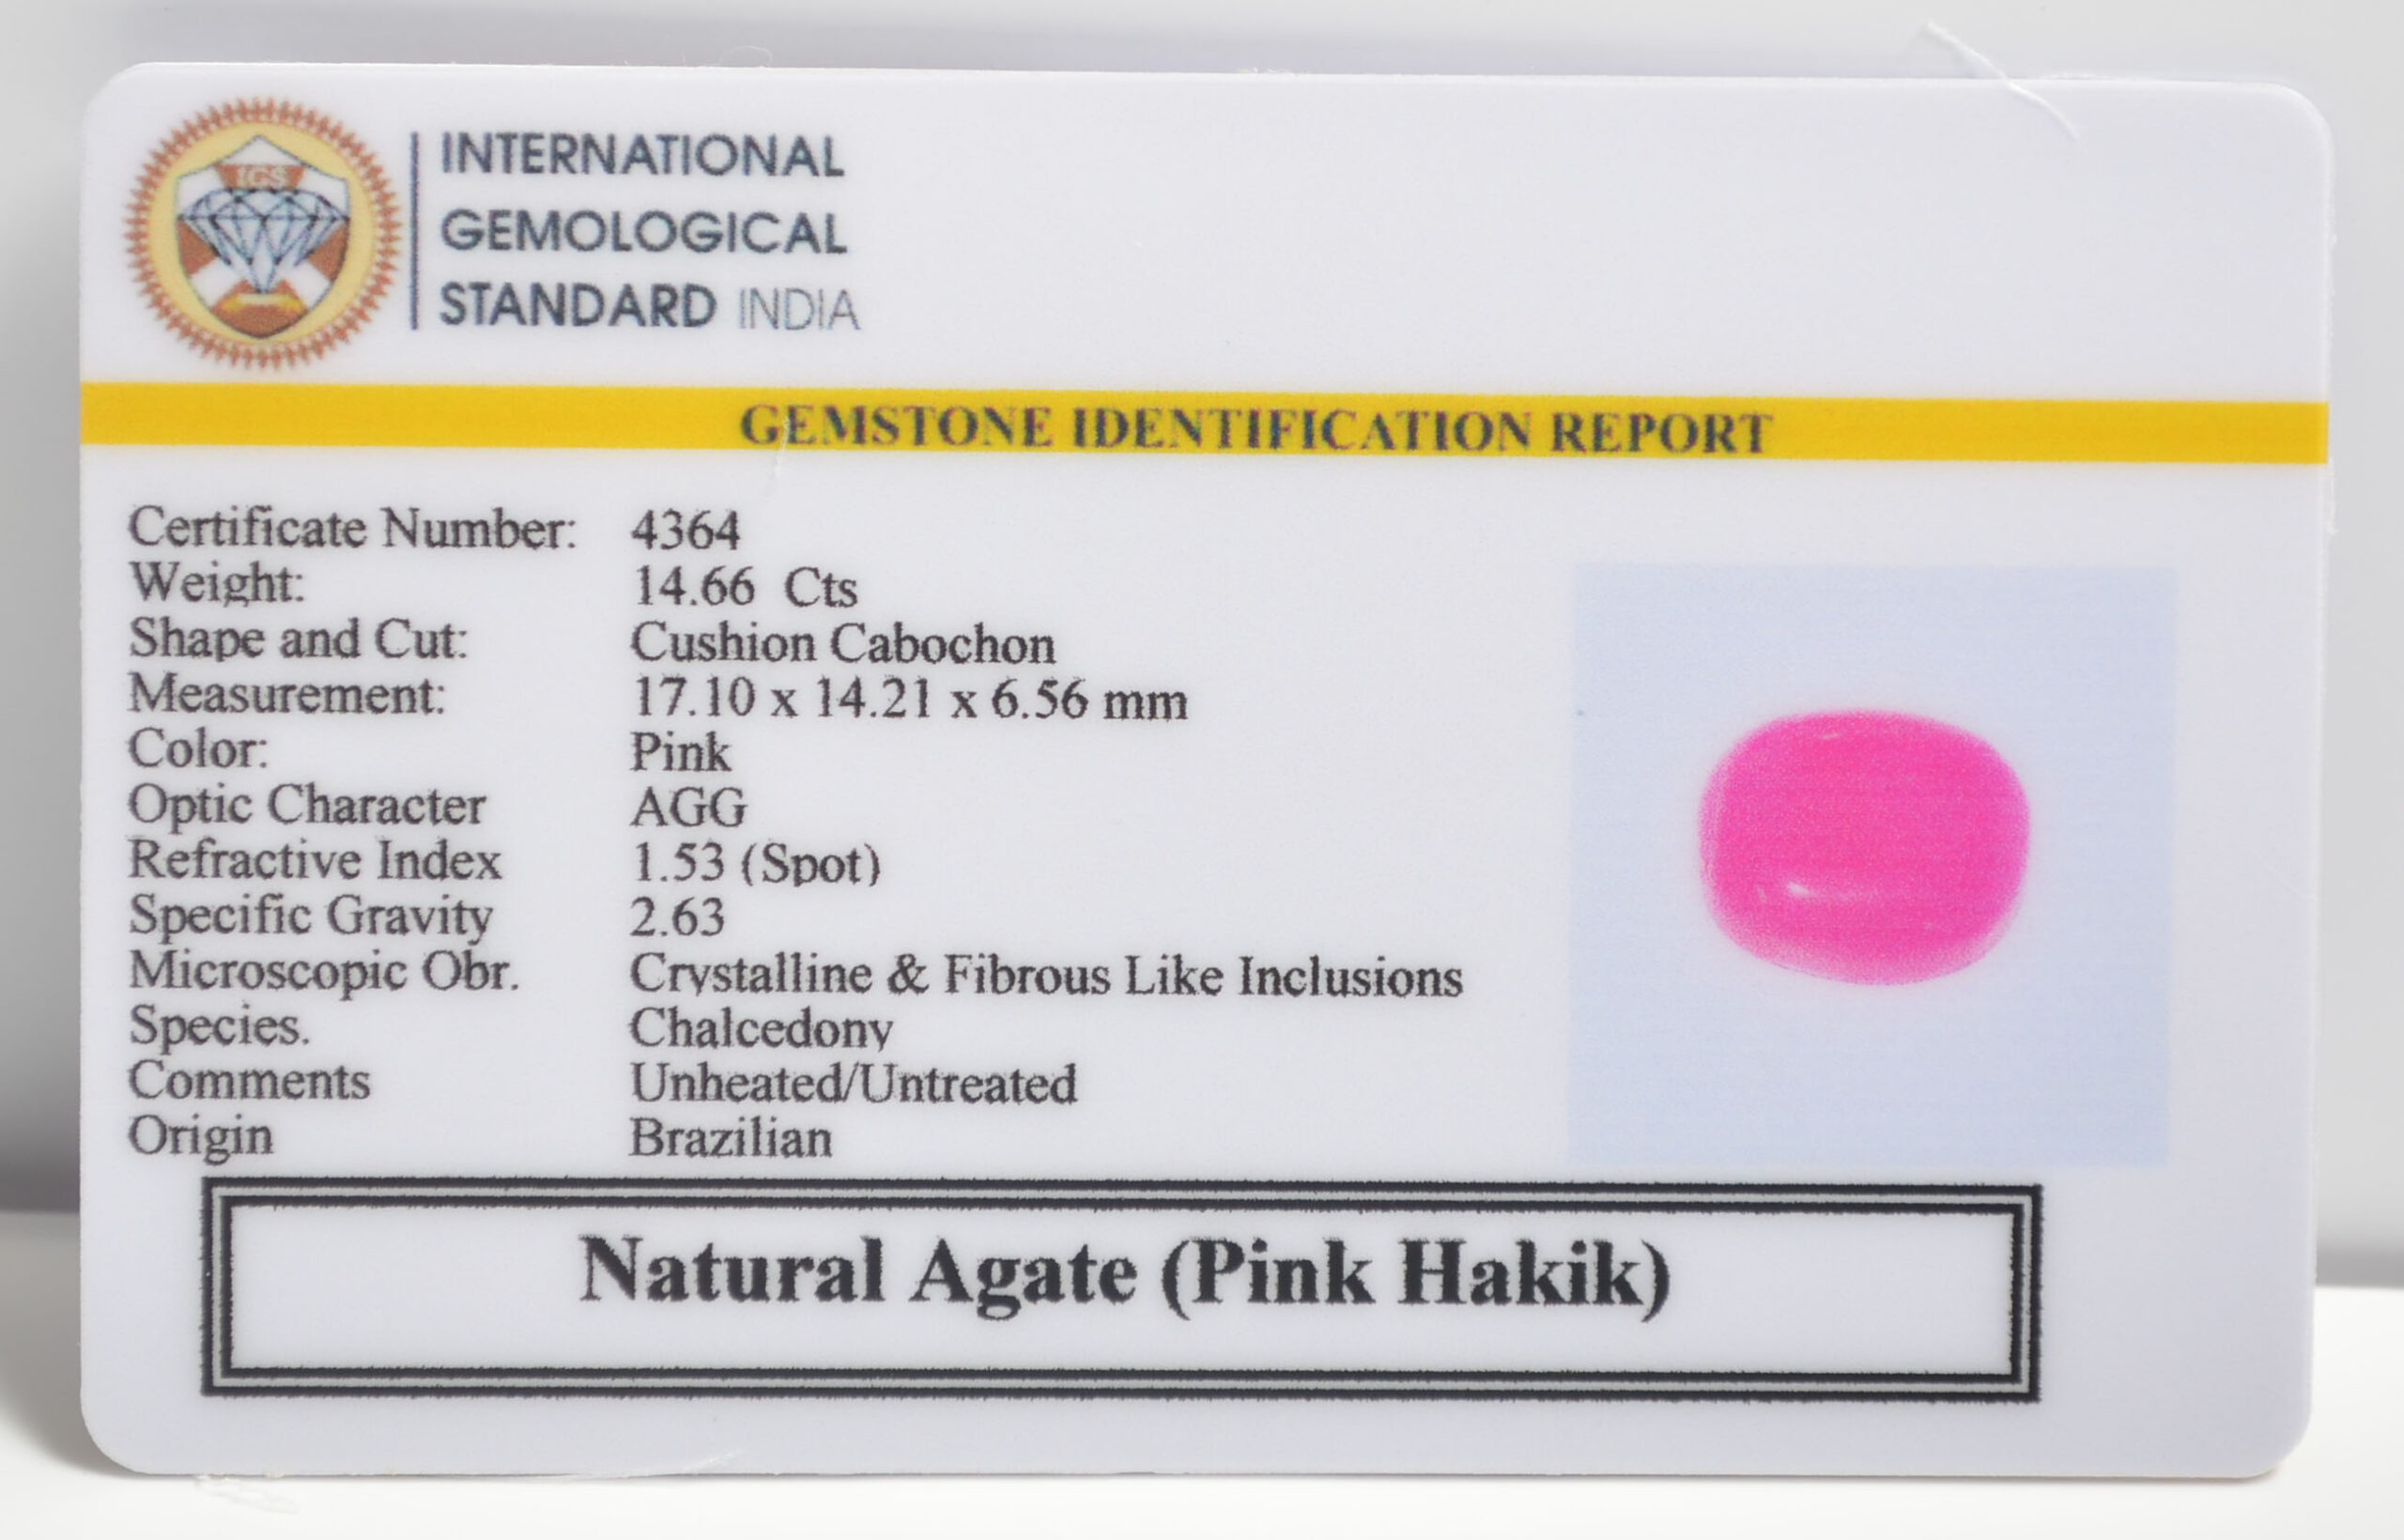 IGS
INTERNATIONAL
GEMOLOGICAL
STANDARD INDIA
GEMSTONE IDENTIFICATION REPORT
Certificate Number: 4364
Weight: 14.66 Cts
Shape and Cut: Cushion Cabochon
Measurement: 17.10 x 14.21 x 6.56 mm
Color: Pink
Optic Character AGG
Refractive Index 1.53 (Spot)
Specific Gravity 2.63
Microscopic Obr. Crystalline & Fibrous Like Inclusions
Species. Chalcedony
Comments Unheated/Untreated
Origin Brazilian
Natural Agate (Pink Hakik)